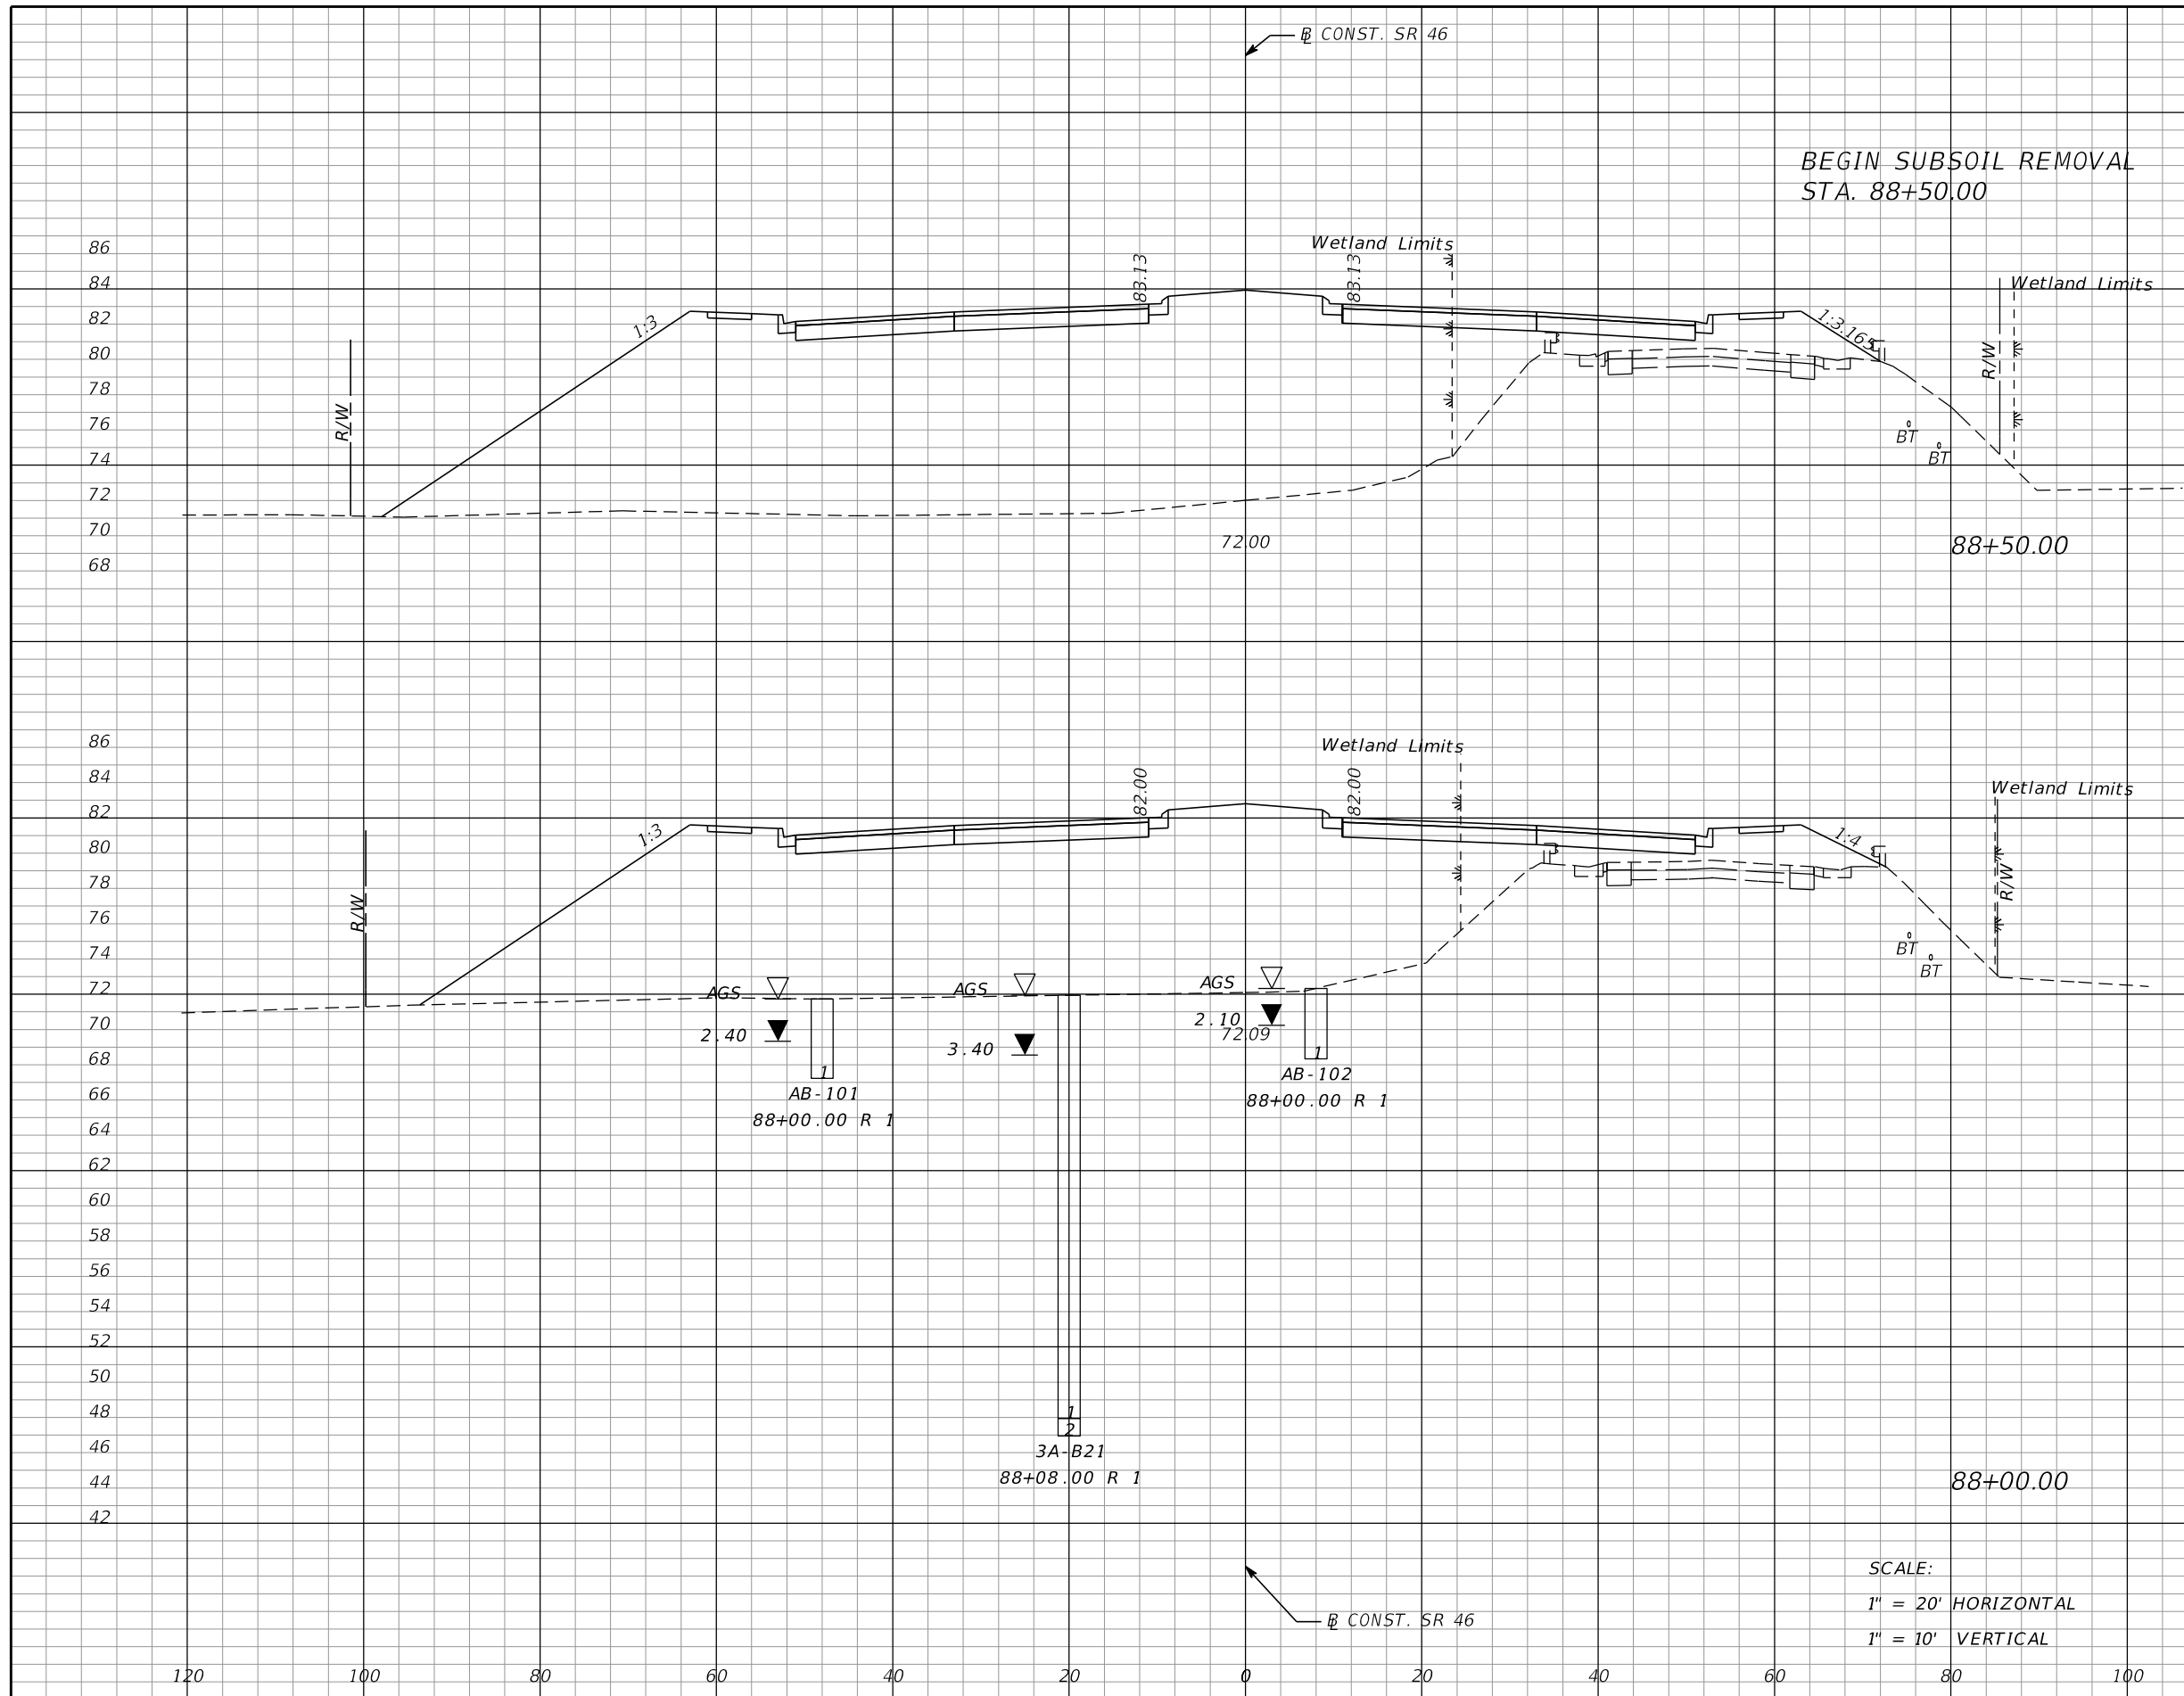 BL CONST. SR 46
BEGIN SUBSOIL REMOVAL
STA. 88+50.00
86
84
82
80
78
76
74
72
70
68
Wetland Limits
83.13
83.13
Wetland Limits
1:3
1:3.165
R/W
R/W
BT
BT
72.00
88+50.00
86
84
82
80
78
76
74
72
70
68
66
64
62
60
58
56
54
52
50
48
46
44
42
Wetland Limits
82.00
82.00
Wetland Limits
1:3
1:4
R/W
R/W
BT
BT
AGS
AGS
AGS
2.40
3.40
2.10
72.09
1
AB-101
88+00.00 R 1
1
AB-102
88+00.00 R 1
1
2
3A-B21
88+08.00 R 1
88+00.00
BL CONST. SR 46
SCALE:
1" = 20' HORIZONTAL
1" = 10' VERTICAL
120 100 80 60 40 20 0 20 40 60 80 100